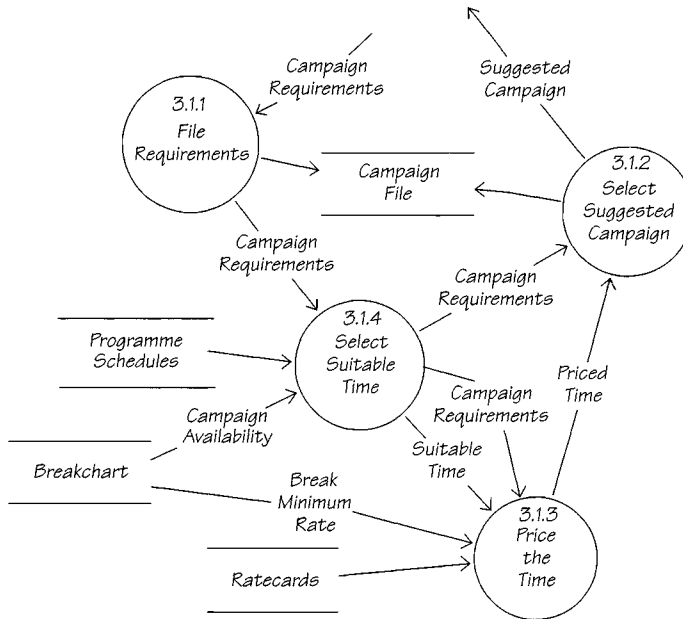 Campaign
Requirements
Suggested
Campaign
3.1.1
File
Requirements
Campaign
File
3.1.2
Select
Suggested
Campaign
Campaign
Requirements
Campaign
Requirements
Programme
Schedules
3.1.4
Select
Suitable
Time
Priced
Time
Campaign
Availability
Campaign
Requirements
Suitable
Time
Breakchart
Break
Minimum
Rate
3.1.3
Price
the
Time
Ratecards